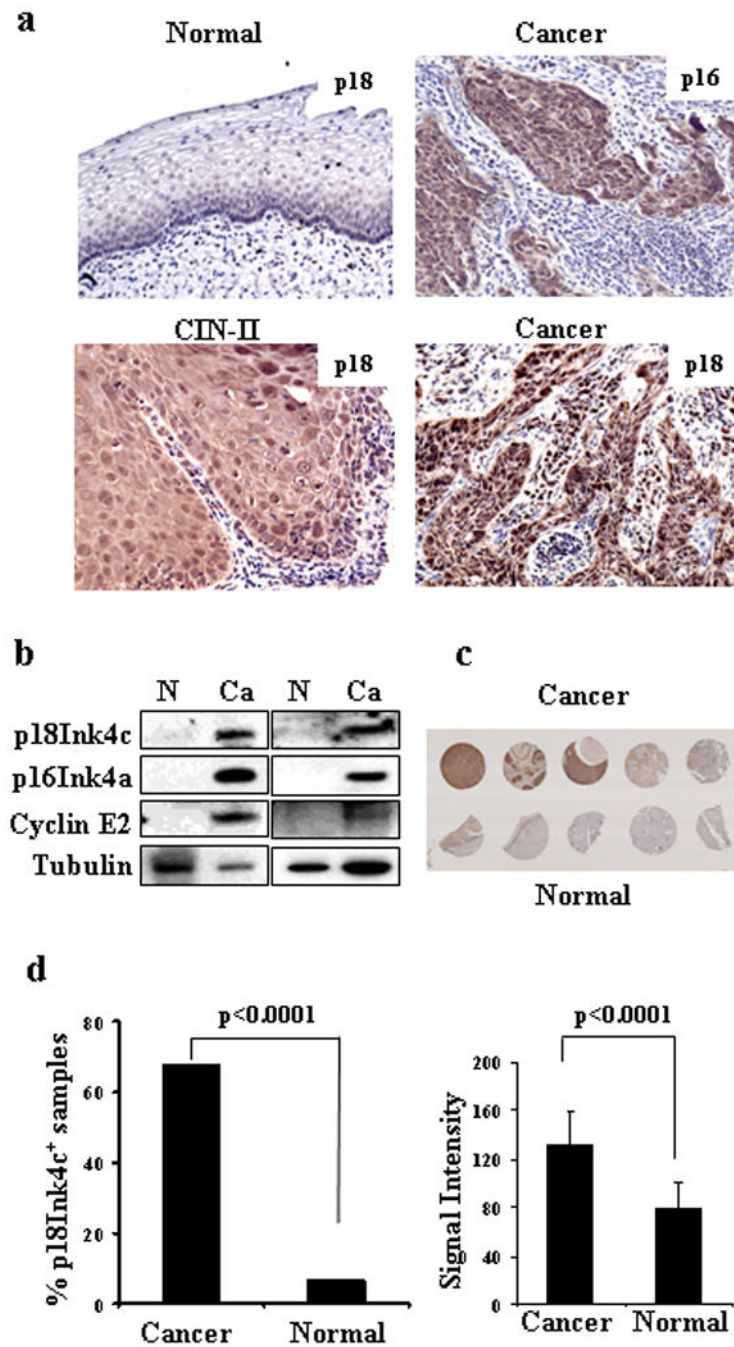 a
Normal
Cancer
p18
p16
CIN-II
Cancer
p18
p18
b
N Ca N Ca
p18Ink4c
p16Ink4a
Cyclin E2
Tubulin
c
Cancer
Normal
d
p<0.0001
% p18Ink4c+ samples
80
60
40
20
0
Cancer Normal
p<0.0001
Signal Intensity
200
160
120
80
40
0
Cancer Normal